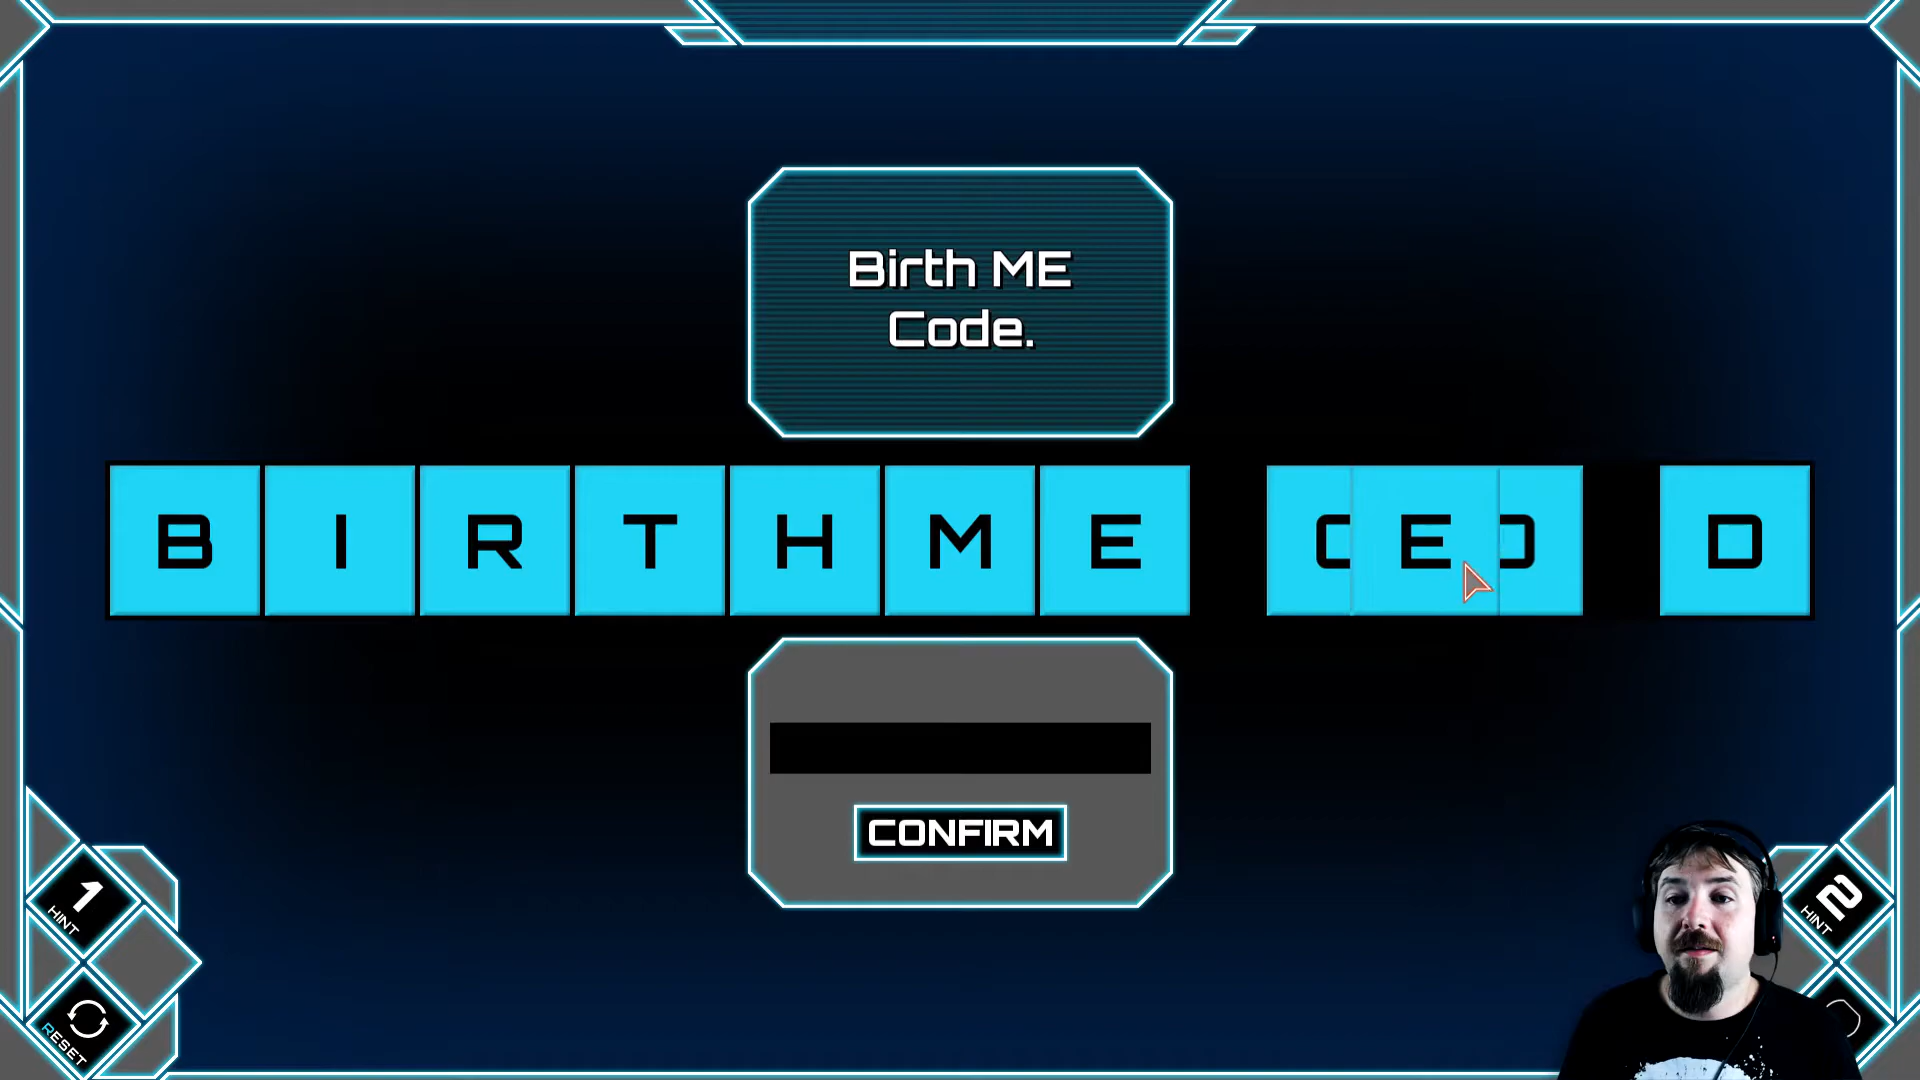 Birth ME
Code.
B I R T H M E C E O D
CONFIRM
1
HINT
RESET
2
HINT